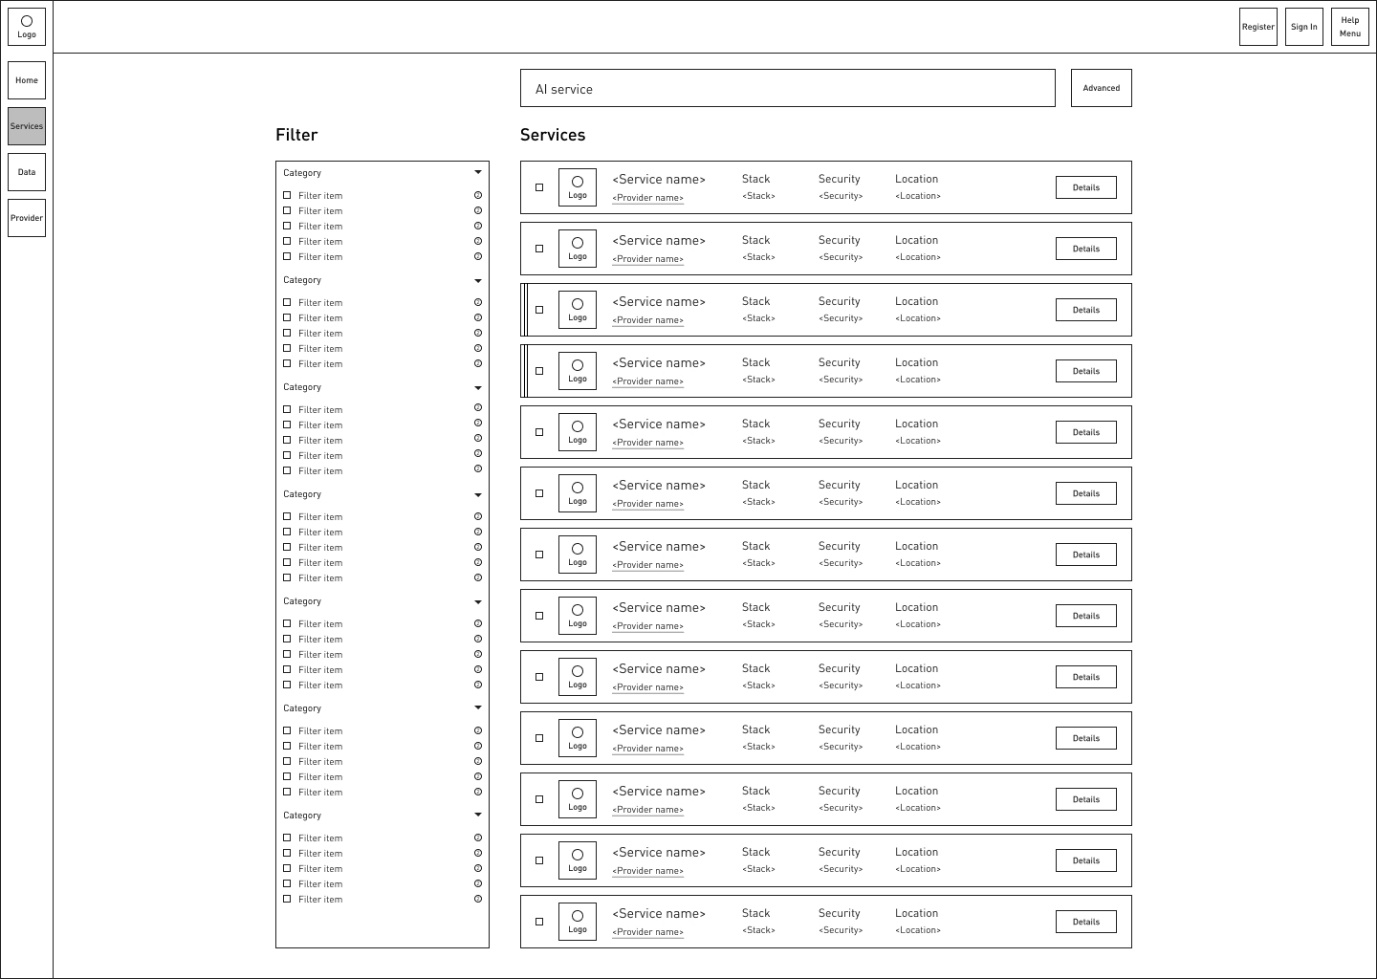 Logo
Register
Sign In
Help
Menu
Home
Services
Data
Provider
AI service
Advanced
Filter
Category
Filter item
Filter item
Filter item
Filter item
Filter item
Category
Filter item
Filter item
Filter item
Filter item
Filter item
Category
Filter item
Filter item
Filter item
Filter item
Filter item
Category
Filter item
Filter item
Filter item
Filter item
Filter item
Category
Filter item
Filter item
Filter item
Filter item
Filter item
Category
Filter item
Filter item
Filter item
Filter item
Filter item
Category
Filter item
Filter item
Filter item
Filter item
Filter item
Services
<Service name> Stack Security Location
Logo <Provider name> <Stack> <Security> <Location> Details
<Service name> Stack Security Location
Logo <Provider name> <Stack> <Security> <Location> Details
<Service name> Stack Security Location
Logo <Provider name> <Stack> <Security> <Location> Details
<Service name> Stack Security Location
Logo <Provider name> <Stack> <Security> <Location> Details
<Service name> Stack Security Location
Logo <Provider name> <Stack> <Security> <Location> Details
<Service name> Stack Security Location
Logo <Provider name> <Stack> <Security> <Location> Details
<Service name> Stack Security Location
Logo <Provider name> <Stack> <Security> <Location> Details
<Service name> Stack Security Location
Logo <Provider name> <Stack> <Security> <Location> Details
<Service name> Stack Security Location
Logo <Provider name> <Stack> <Security> <Location> Details
<Service name> Stack Security Location
Logo <Provider name> <Stack> <Security> <Location> Details
<Service name> Stack Security Location
Logo <Provider name> <Stack> <Security> <Location> Details
<Service name> Stack Security Location
Logo <Provider name> <Stack> <Security> <Location> Details
<Service name> Stack Security Location
Logo <Provider name> <Stack> <Security> <Location> Details